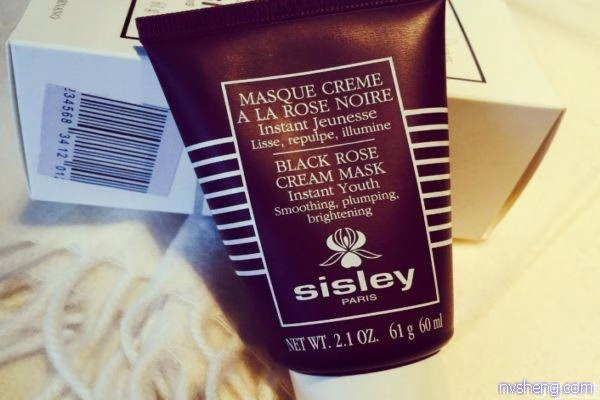 MASQUE CREME
A LA ROSE NOIRE
Instant Jeunesse
Lisse, repulpe, illumine
BLACK ROSE
CREAM MASK
Instant Youth
Smoothing, plumping,
brightening
sisley
PARIS
NET WT. 2.1 OZ. 61 g 60 ml
nvsheng.com